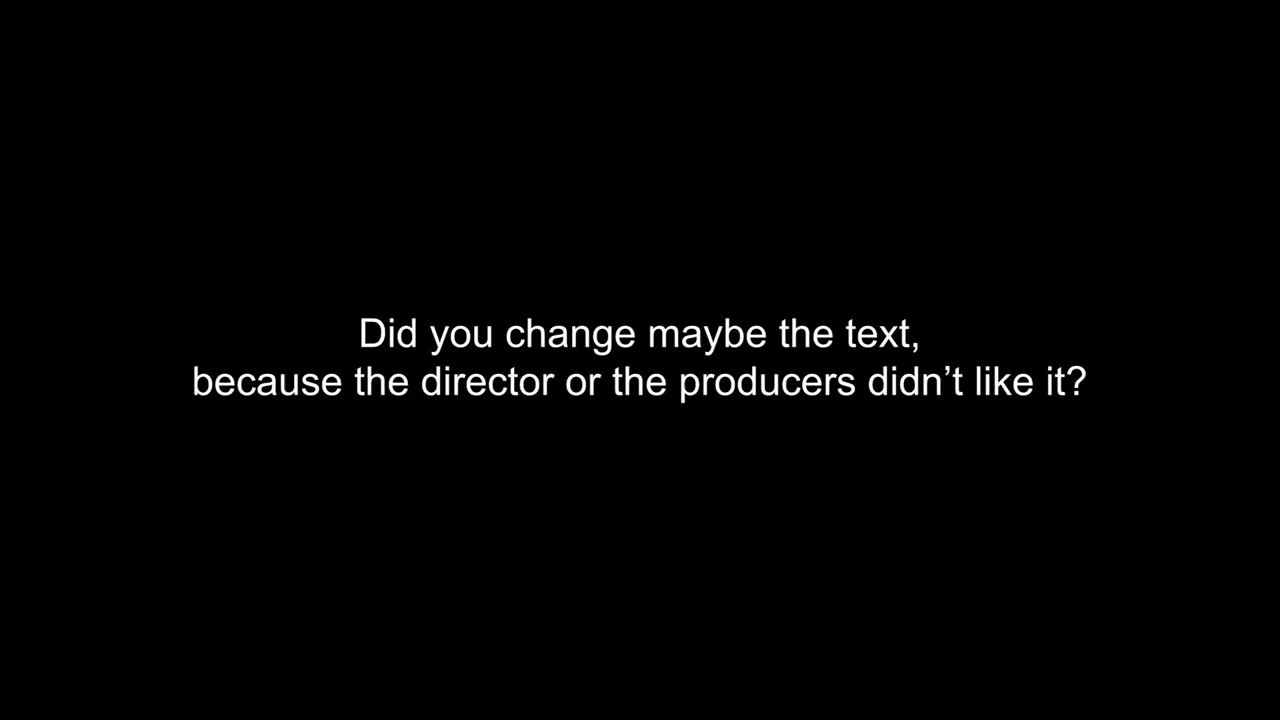 Did you change maybe the text,
because the director or the producers didn’t like it?